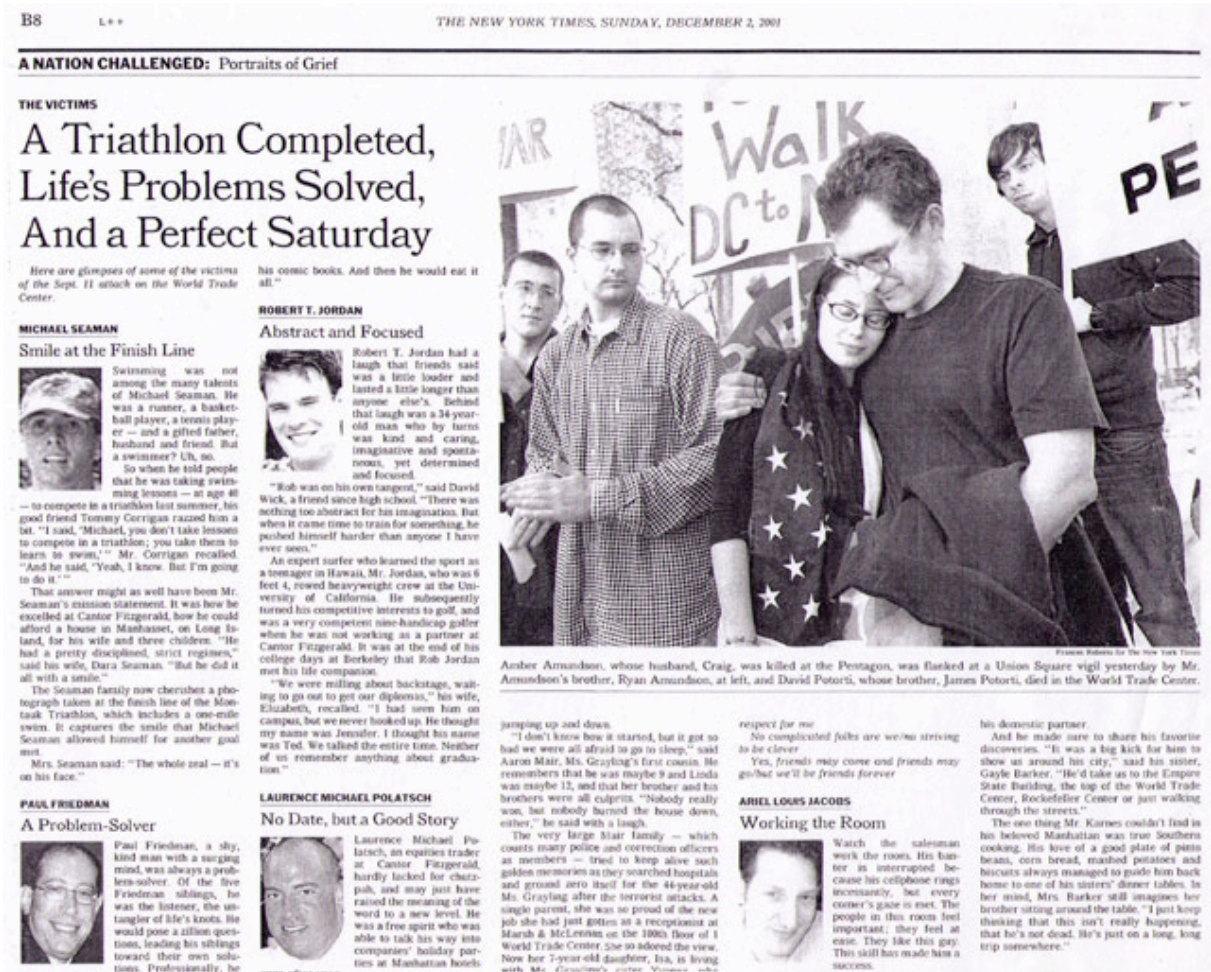 B8
L++
THE NEW YORK TIMES, SUNDAY, DECEMBER 2, 2001
A NATION CHALLENGED: Portraits of Grief
THE VICTIMS
A Triathlon Completed,
Life's Problems Solved,
And a Perfect Saturday
Here are glimpses of some of the victims
of the Sept. 11 attack on the World Trade
Center.
MICHAEL SEAMAN
Smile at the Finish Line
Swimming was not
among the many talents
of Michael Seaman. He
was a runner, a basket-
ball player, a tennis play-
er — and a gifted father,
husband and friend. But
a swimmer? Uh, no.
So when he told people
that he was taking swim-
ming lessons — at age 40
— to compete in a triathlon last summer, his
good friend Tommy Corrigan razzed him a
bit. "I said, 'Michael, you don't take lessons
to compete in a triathlon; you take them to
learn to swim,' " Mr. Corrigan recalled.
"And he said, 'Yeah, I know. But I'm going
to do it.' "
That answer might as well have been Mr.
Seaman's mission statement. It was how he
excelled at Cantor Fitzgerald, how he could
afford a house in Manhasset, on Long Is-
land, for his wife and three children. "He
had a pretty disciplined, strict regimen,"
said his wife, Dara Seaman. "But he did it
all with a smile."
The Seaman family now cherishes a pho-
tograph taken at the finish line of the Mon-
tauk Triathlon, which includes a one-mile
swim. It captures the smile that Michael
Seaman allowed himself for another goal
met.
Mrs. Seaman said: "The whole zeal — it's
on his face."
PAUL FRIEDMAN
A Problem-Solver
Paul Friedman, a shy,
kind man with a surging
mind, was always a prob-
lem-solver. Of the five
Friedman siblings, he
was the listener, the un-
tangler of life's knots. He
would pose a zillion ques-
tions, leading his siblings
toward their own solu-
tions. Professionally, he
his comic books. And then he would eat it
all."
ROBERT T. JORDAN
Abstract and Focused
Robert T. Jordan had a
laugh that friends said
was a little louder and
lasted a little longer than
anyone else's. Behind
that laugh was a 34-year-
old man who by turns
was kind and caring,
imaginative and sponta-
neous, yet determined
and focused.
"Rob was on his own tangent," said David
Wick, a friend since high school. "There was
nothing too abstract for his imagination. But
when it came time to train for something, he
pushed himself harder than anyone I have
ever seen."
An expert surfer who learned the sport as
a teenager in Hawaii, Mr. Jordan, who was 6
feet 4, rowed heavyweight crew at the Uni-
versity of California. He subsequently
turned his competitive interests to golf, and
was a very competent nine-handicap golfer
when he was not working as a partner at
Cantor Fitzgerald. It was at the end of his
college days at Berkeley that Rob Jordan
met his life companion.
"We were milling about backstage, wait-
ing to go out to get our diplomas," his wife,
Elizabeth, recalled. "I had seen him on
campus, but we never hooked up. He thought
my name was Jennifer. I thought his name
was Ted. We talked the entire time. Neither
of us remember anything about gradua-
tion."
LAURENCE MICHAEL POLATSCH
No Date, but a Good Story
Laurence Michael Po-
latsch, an equities trader
at Cantor Fitzgerald,
hardly lacked for chutz-
pah, and may just have
raised the meaning of the
word to a new level. He
was a free spirit who was
able to talk his way into
companies' holiday par-
ties at Manhattan hotels
WAR
Walk
DC to N
PE
Frances Roberts for The New York Times
Amber Amundson, whose husband, Craig, was killed at the Pentagon, was flanked at a Union Square vigil yesterday by Mr.
Amundson's brother, Ryan Amundson, at left, and David Potorti, whose brother, James Potorti, died in the World Trade Center.
jumping up and down.
"I don't know how it started, but it got so
bad we were all afraid to go to sleep," said
Aaron Mair, Ms. Grayling's first cousin. He
remembers that he was maybe 9 and Linda
was maybe 12, and that her brother and his
brothers were all culprits. "Nobody really
won, but nobody burned the house down,
either," he said with a laugh.
The very large Mair family — which
counts many police and correction officers
as members — tried to keep alive such
golden memories as they searched hospitals
and ground zero itself for the 44-year-old
Ms. Grayling after the terrorist attacks. A
single parent, she was so proud of the new
job she had just gotten as a receptionist at
Marsh & McLennan on the 100th floor of 1
World Trade Center. She so adored the view.
Now her 7-year-old daughter, Isa, is living
with Ms. Grayling's sister
respect for me
No complicated folks are we/no striving
to be clever
Yes, friends may come and friends may
go/but we'll be friends forever
ARIEL LOUIS JACOBS
Working the Room
Watch the salesman
work the room. His ban-
ter is interrupted be-
cause his cellphone rings
incessantly, but every
comer's gaze is met. The
people in this room feel
important; they feel at
ease. They like this guy.
This skill has made him a
success.
his domestic partner.
And he made sure to share his favorite
discoveries. "It was a big kick for him to
show us around his city," said his sister,
Gayle Barker. "He'd take us to the Empire
State Building, the top of the World Trade
Center, Rockefeller Center or just walking
through the streets."
The one thing Mr. Karnes couldn't find in
his beloved Manhattan was true Southern
cooking. His love of a good plate of pinto
beans, corn bread, mashed potatoes and
biscuits always managed to guide him back
home to one of his sisters' dinner tables. In
her mind, Mrs. Barker still imagines her
brother sitting around the table. "I just keep
thinking that this isn't really happening,
that he's not dead. He's just on a long, long
trip somewhere."